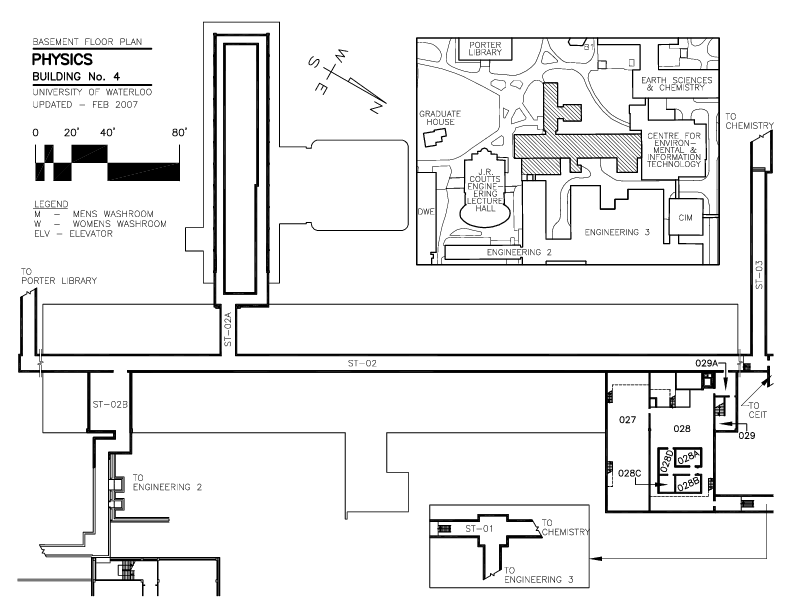 BASEMENT FLOOR PLAN
PHYSICS
BUILDING No. 4
UNIVERSITY OF WATERLOO
UPDATED – FEB 2007
0 20' 40' 80'
LEGEND
M – MENS WASHROOM
W – WOMENS WASHROOM
ELV – ELEVATOR
S W
E N
PORTER
LIBRARY
B1
EARTH SCIENCES
& CHEMISTRY
GRADUATE
HOUSE
CENTRE FOR
ENVIRON-
MENTAL &
INFORMATION
TECHNOLOGY
J.R.
COUTTS
ENGINE-
ERING
LECTURE
HALL
DWE
CIM
ENGINEERING 3
ENGINEERING 2
TO
CHEMISTRY
ST-03
TO
PORTER LIBRARY
ST-02A
ST-02
029A
ST-02B
TO
CEIT
027
028
029
028D
028A
028C
028B
TO
ENGINEERING 2
ST-01
TO
CHEMISTRY
TO
ENGINEERING 3